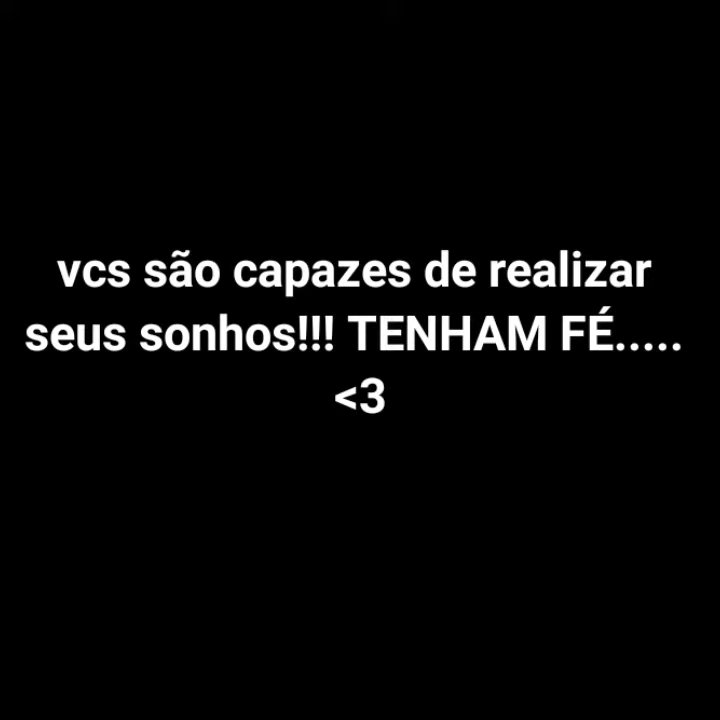 vcs são capazes de realizar
seus sonhos!!! TENHAM FÉ.....
<3